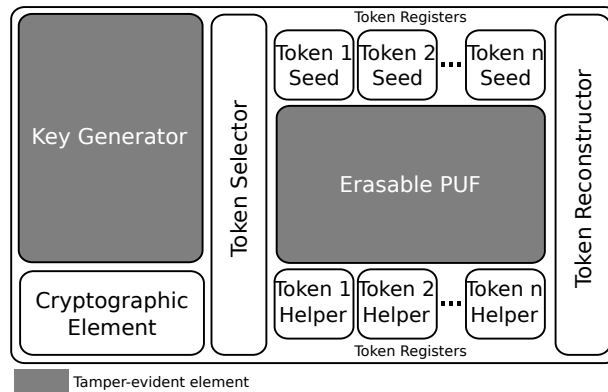 Token Registers
Token 1
Seed
Token 2
Seed
...
Token n
Seed
Key Generator
Token Selector
Erasable PUF
Token Reconstructor
Cryptographic
Element
Token 1
Helper
Token 2
Helper
...
Token n
Helper
Token Registers
Tamper-evident element